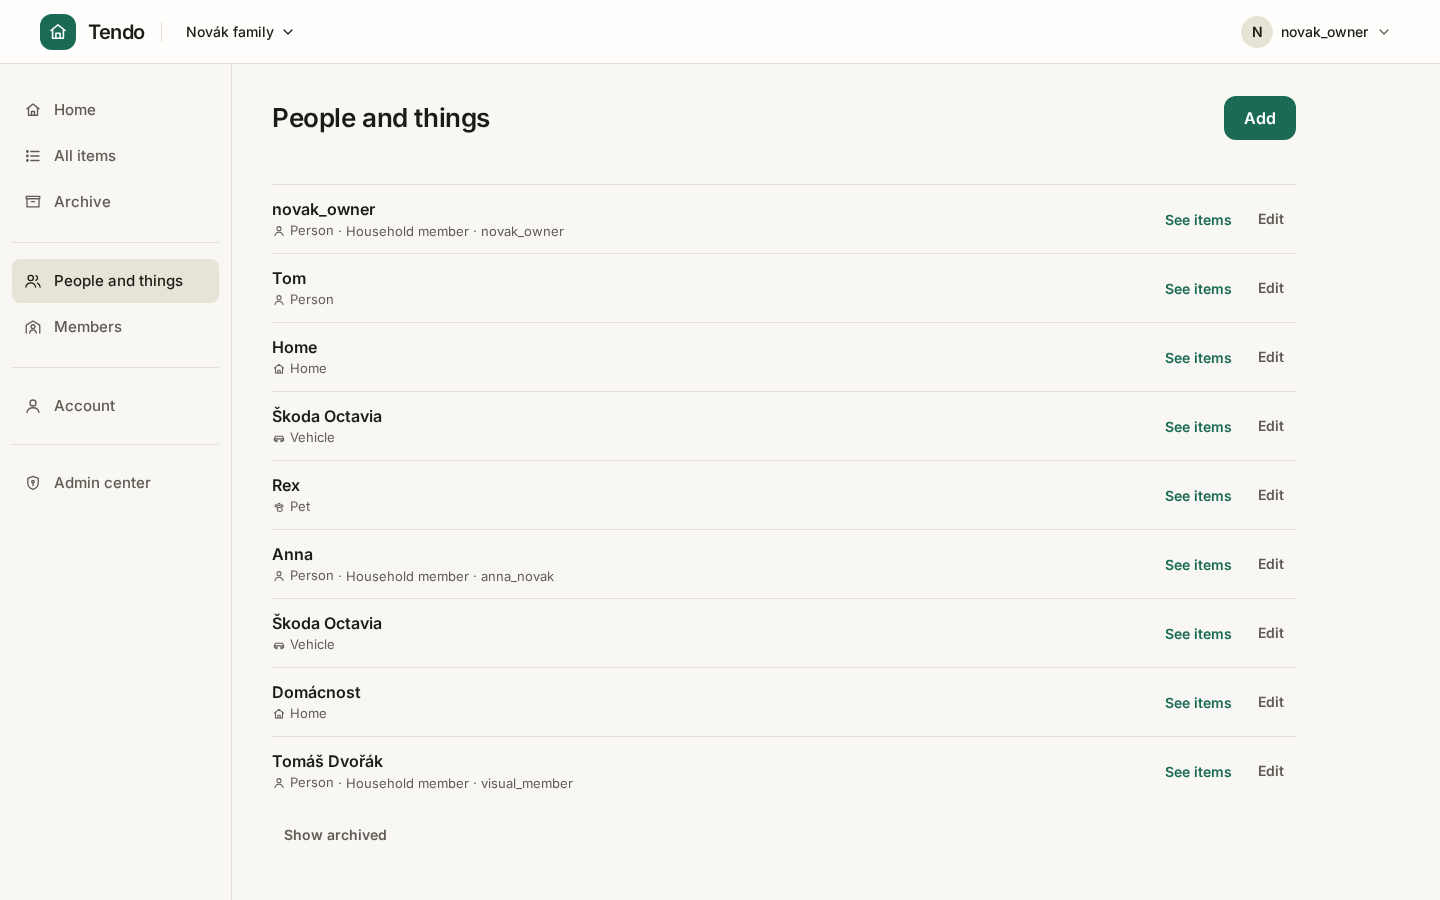 Tendo
Novák family
N
novak_owner
Home
All items
Archive
People and things
Members
Account
Admin center
People and things
Add
novak_owner
Person · Household member · novak_owner
See items
Edit
Tom
Person
See items
Edit
Home
Home
See items
Edit
Škoda Octavia
Vehicle
See items
Edit
Rex
Pet
See items
Edit
Anna
Person · Household member · anna_novak
See items
Edit
Škoda Octavia
Vehicle
See items
Edit
Domácnost
Home
See items
Edit
Tomáš Dvořák
Person · Household member · visual_member
See items
Edit
Show archived